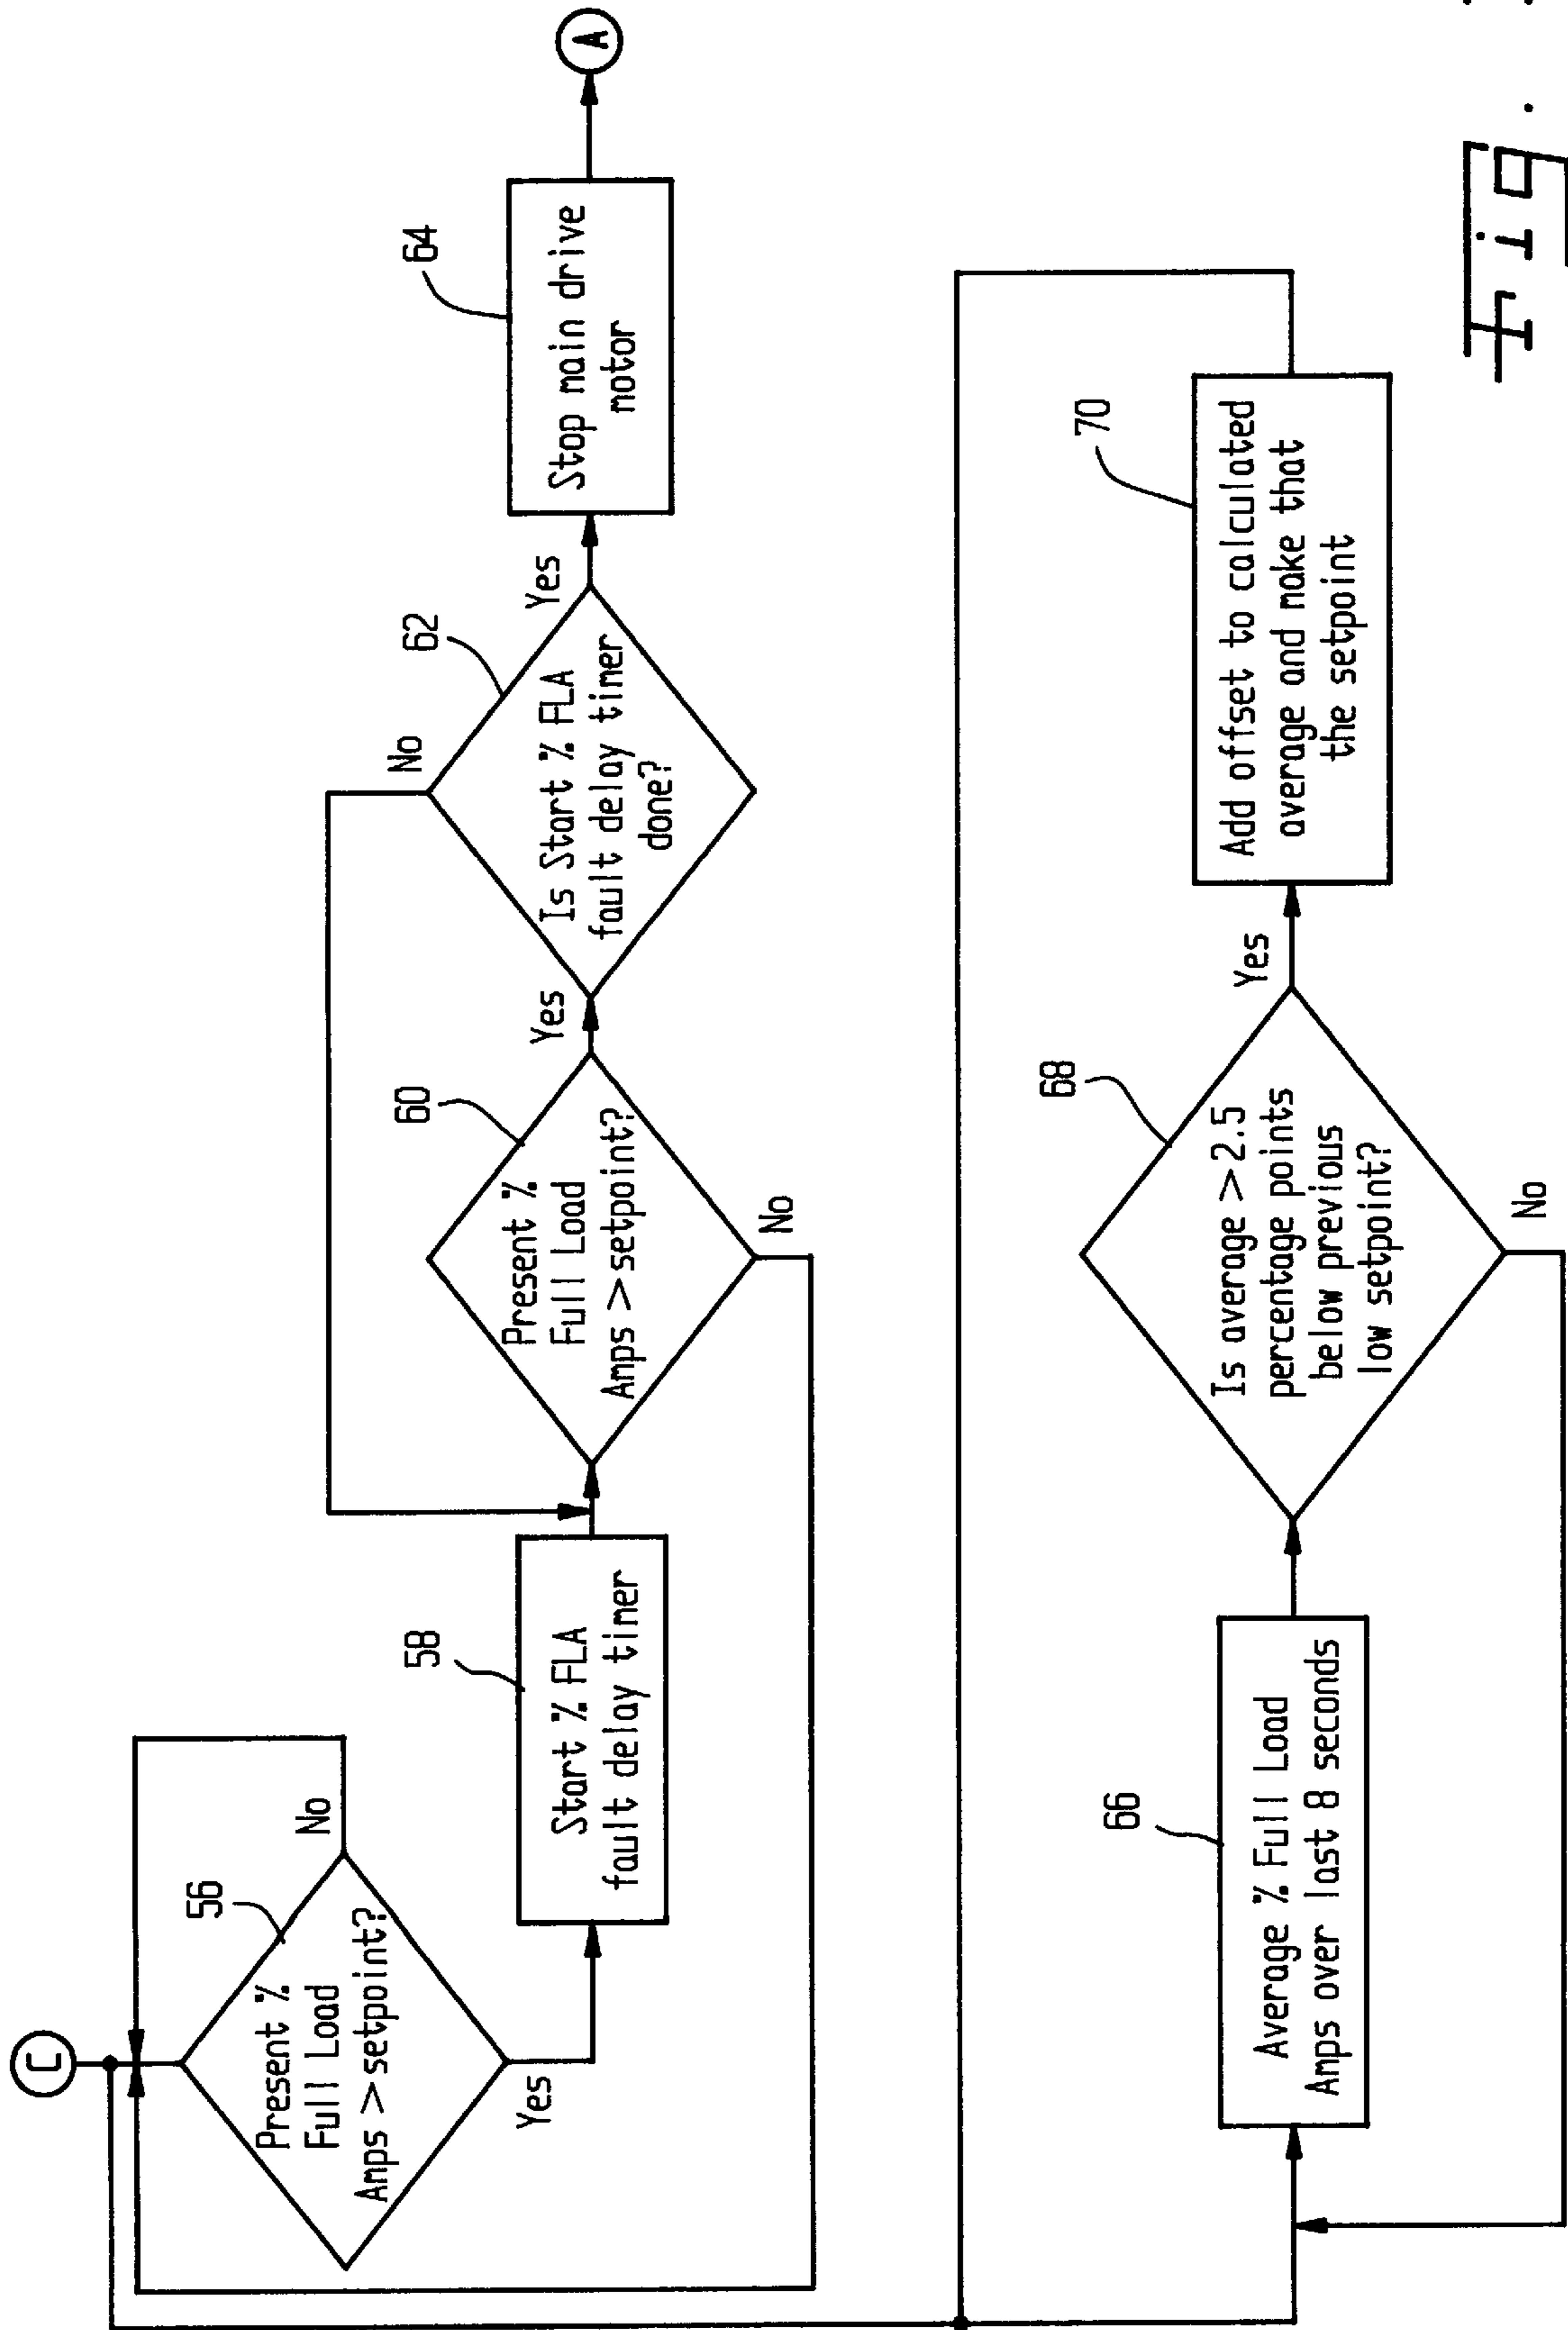 C
56
Present %
Full Load
Amps >setpoint?
No
Yes
58
Start % FLA
fault delay timer
60
Present %
Full Load
Amps >setpoint?
Yes
No
62
Is Start % FLA
fault delay timer
done?
No
Yes
64
Stop main drive
motor
A
66
Average % Full Load
Amps over last 8 seconds
68
Is average >2.5
percentage points
below previous
low setpoint?
Yes
No
70
Add offset to calculated
average and make that
the setpoint
Fig.